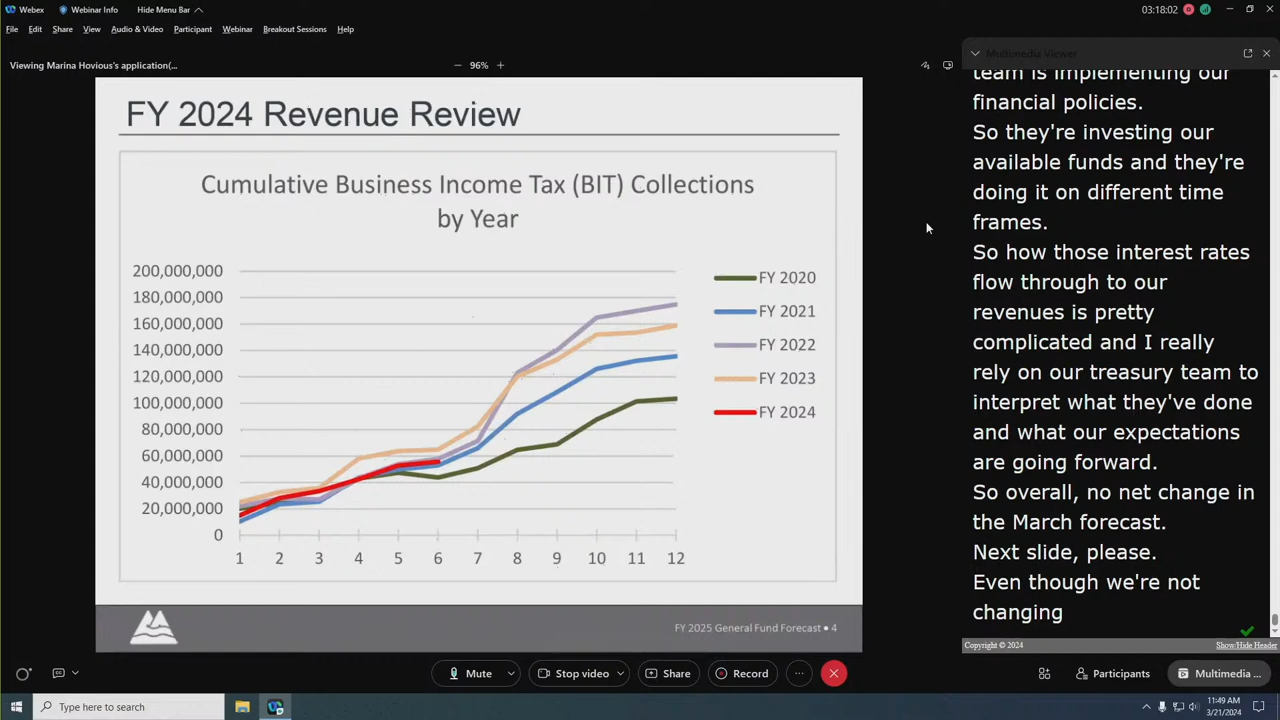 Webex
Webinar Info
Hide Menu Bar
03:18:02
File Edit Share View Audio & Video Participant Webinar Breakout Sessions Help
Viewing Marina Hovious's application(...
96%
Multimedia Viewer
FY 2024 Revenue Review
Cumulative Business Income Tax (BIT) Collections
by Year
200,000,000
180,000,000
160,000,000
140,000,000
120,000,000
100,000,000
80,000,000
60,000,000
40,000,000
20,000,000
0
1 2 3 4 5 6 7 8 9 10 11 12
FY 2020
FY 2021
FY 2022
FY 2023
FY 2024
FY 2025 General Fund Forecast • 4
team is implementing our
financial policies.
So they're investing our
available funds and they're
doing it on different time
frames.
So how those interest rates
flow through to our
revenues is pretty
complicated and I really
rely on our treasury team to
interpret what they've done
and what our expectations
are going forward.
So overall, no net change in
the March forecast.
Next slide, please.
Even though we're not
changing
Copyright © 2024
Show/Hide Header
Mute
Stop video
Share
Record
Participants
Multimedia ...
Type here to search
11:49 AM
3/21/2024